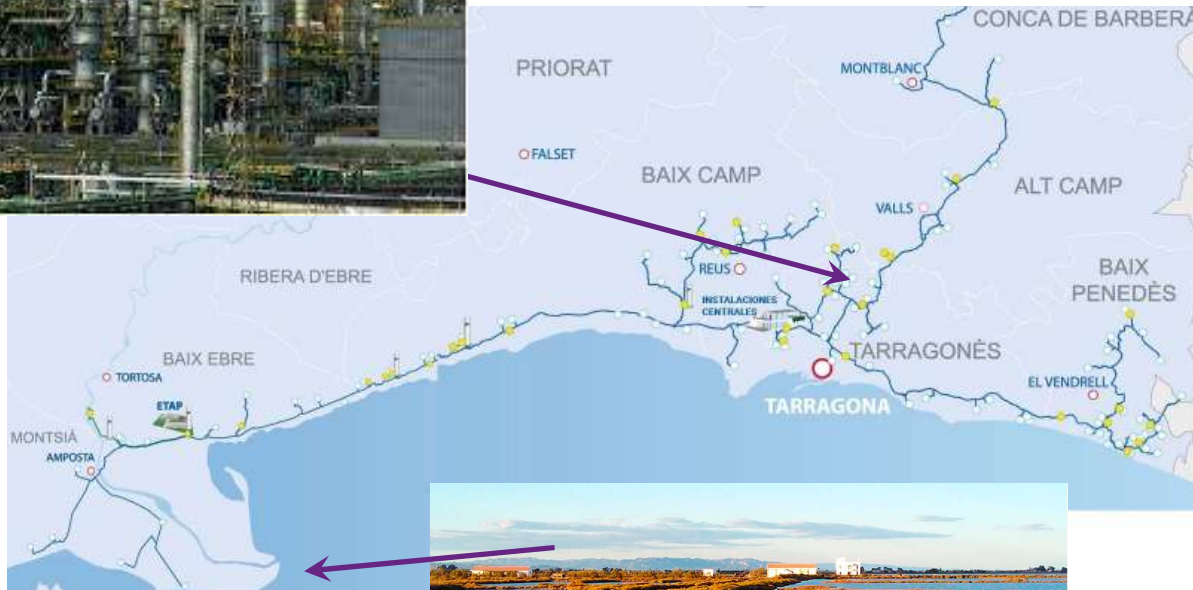 CONCA DE BARBERÀ
PRIORAT
MONTBLANC
FALSET
BAIX CAMP
ALT CAMP
VALLS
RIBERA D'EBRE
REUS
BAIX
PENEDÈS
INSTALACIONES
CENTRALES
BAIX EBRE
TARRAGONÈS
TORTOSA
EL VENDRELL
ETAP
TARRAGONA
MONTSIÀ
AMPOSTA